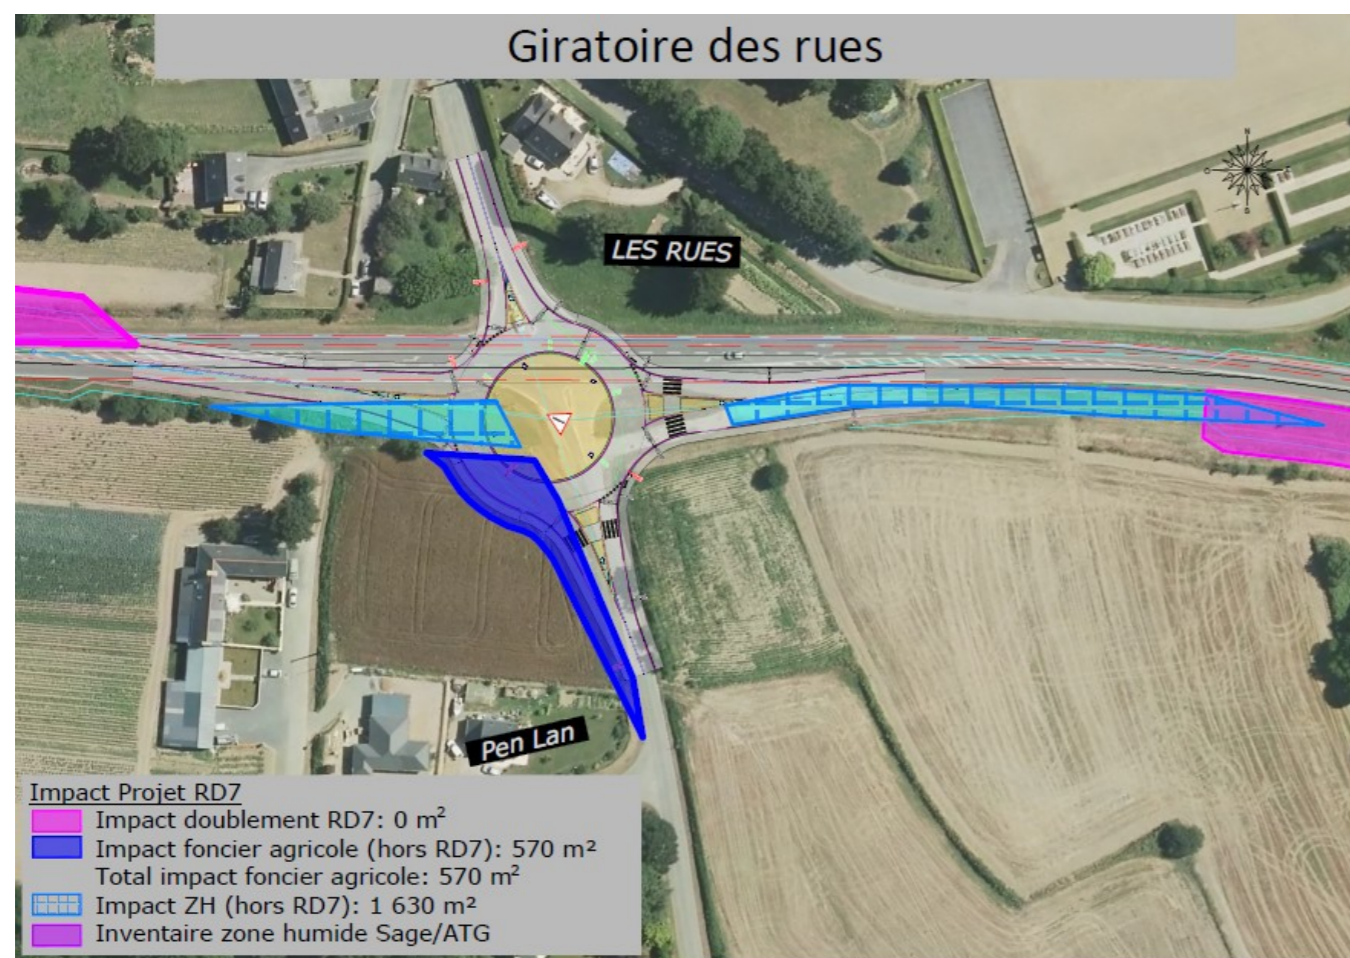 Giratoire des rues
LES RUES
Pen Lan
Impact Projet RD7
Impact doublement RD7: 0 m²
Impact foncier agricole (hors RD7): 570 m²
Total impact foncier agricole: 570 m²
Impact ZH (hors RD7): 1 630 m²
Inventaire zone humide Sage/ATG